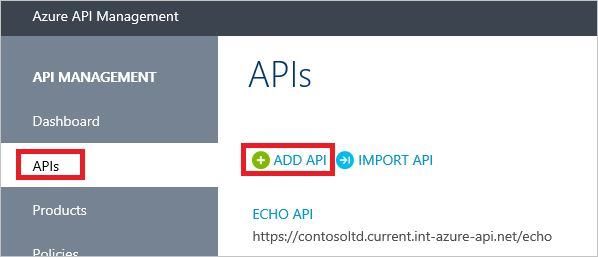 Azure API Management
API MANAGEMENT
Dashboard
APIs
Products
Policies
APIs
ADD API
IMPORT API
ECHO API
https://contosoltd.current.int-azure-api.net/echo